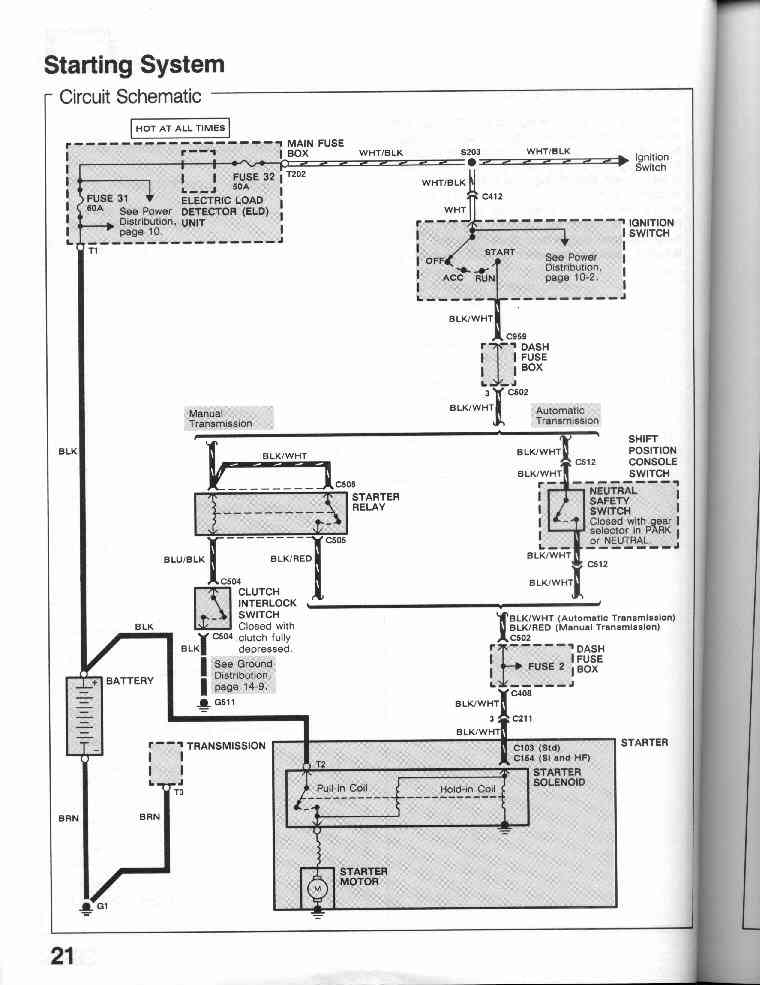 Starting System
Circuit Schematic
HOT AT ALL TIMES
MAIN FUSE
BOX
WHT/BLK
S203
WHT/BLK
Ignition
Switch
T202
FUSE 32
50A
FUSE 31
60A
ELECTRIC LOAD
DETECTOR (ELD)
UNIT
See Power
Distribution,
page 10.
T1
WHT/BLK
C412
WHT
IGNITION
SWITCH
OFF
START
ACC
RUN
See Power
Distribution,
page 10-2.
BLK/WHT
C959
DASH
FUSE
BOX
3
C502
BLK/WHT
Manual
Transmission
Automatic
Transmission
BLK
BLK/WHT
C505
STARTER
RELAY
C505
BLU/BLK
BLK/RED
BLK/WHT
C512
BLK/WHT
SHIFT
POSITION
CONSOLE
SWITCH
NEUTRAL
SAFETY
SWITCH
Closed with gear
selector in PARK
or NEUTRAL.
BLK/WHT
C512
BLK/WHT
C504
CLUTCH
INTERLOCK
SWITCH
Closed with
clutch fully
depressed.
C504
BLK
See Ground
Distribution,
page 14-9.
G511
BLK/WHT (Automatic Transmission)
BLK/RED (Manual Transmission)
C502
DASH
FUSE
BOX
FUSE 2
C408
BLK/WHT
3
C211
BLK/WHT
BLK
+
BATTERY
-
TRANSMISSION
T3
BRN
BRN
G1
C103 (Std)
C164 (Si and HF)
STARTER
T2
STARTER
SOLENOID
Pull-in Coil
Hold-in Coil
STARTER
MOTOR
M
21